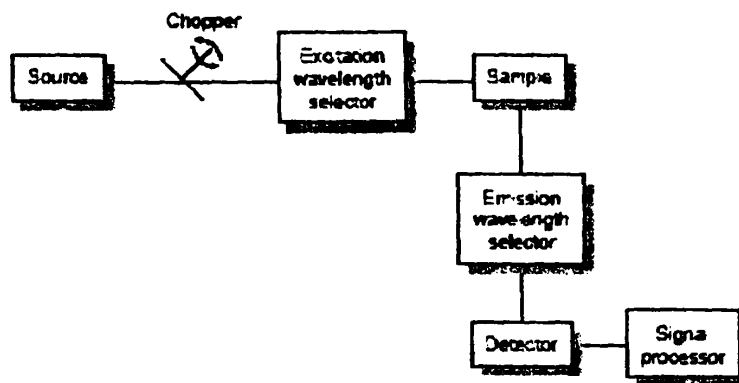 Chopper
Source
Excitation
wavelength
selector
Sample
Emission
wavelength
selector
Detector
Signal
processor